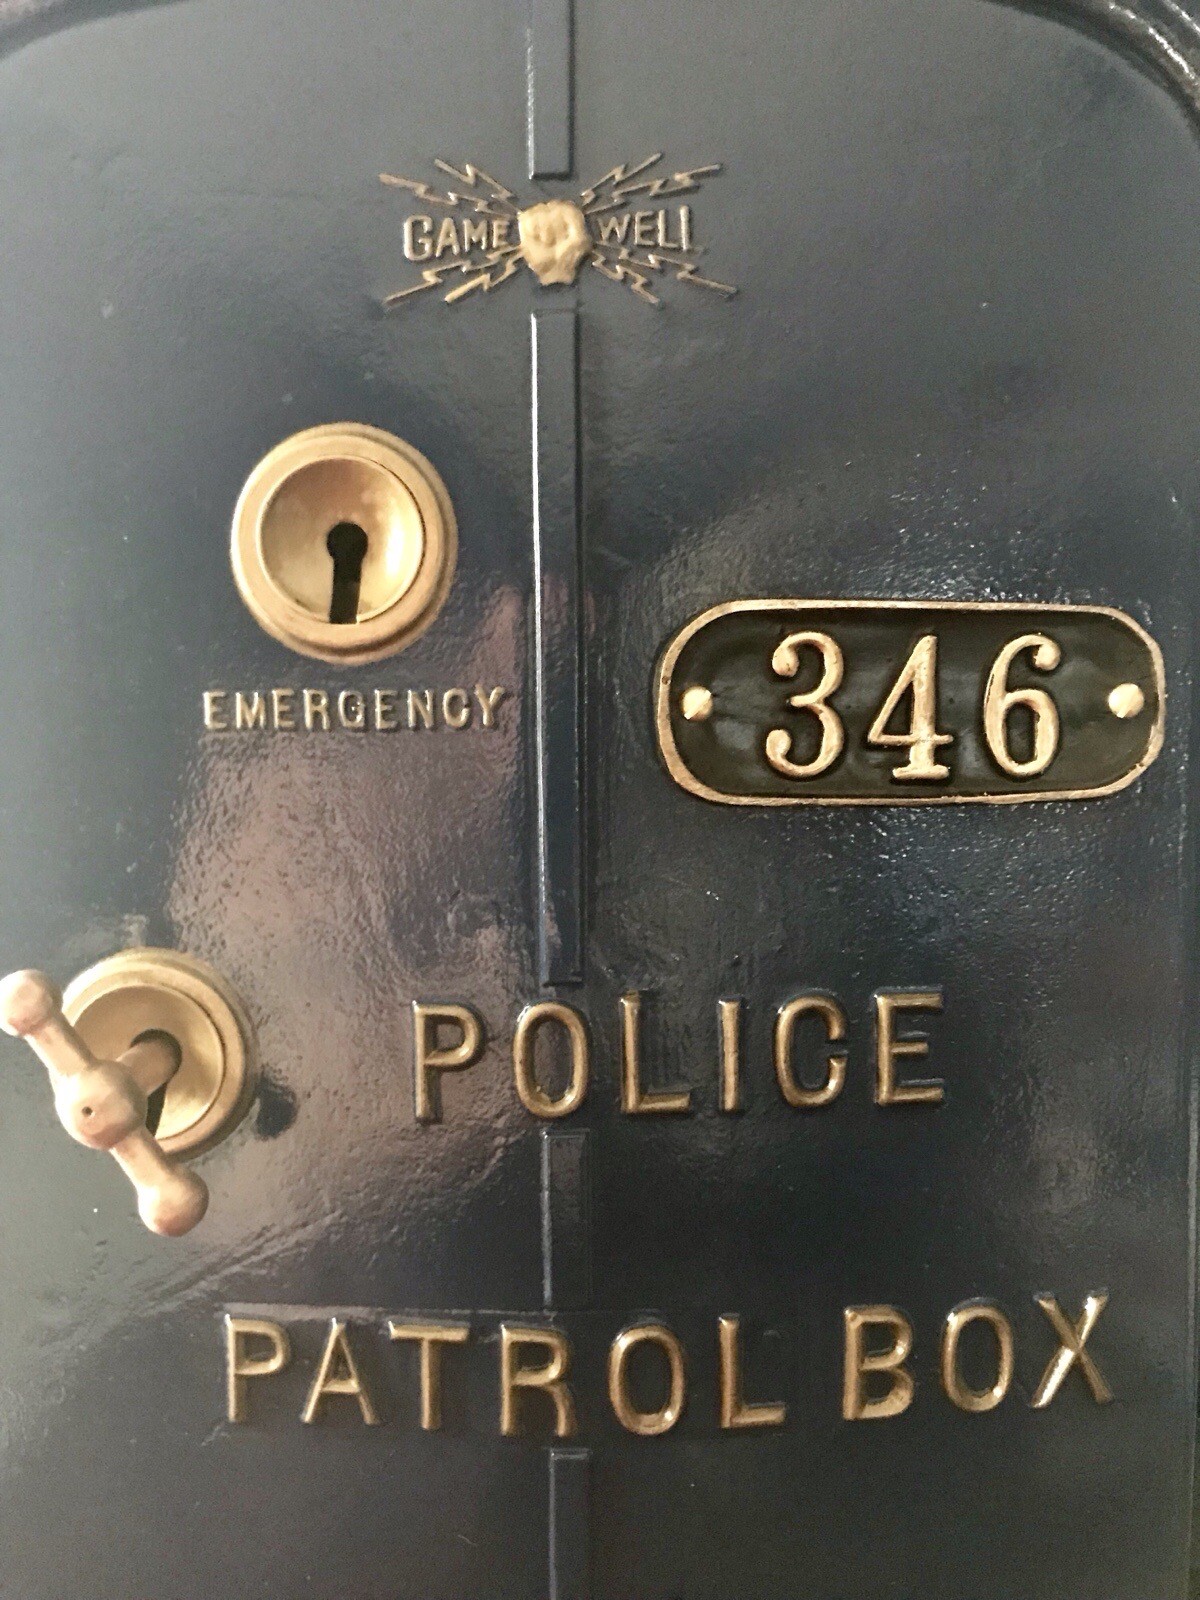 GAME WELL
EMERGENCY
346
POLICE
PATROL BOX